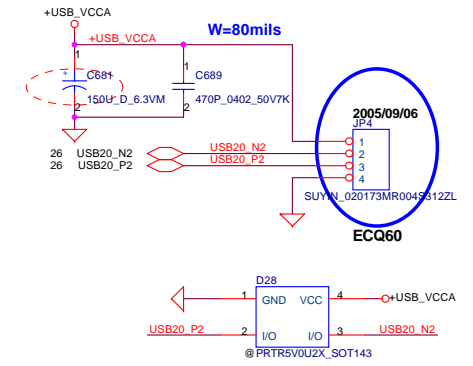 +USB_VCCA
+USB_VCCA
W=80mils
1
+
C681
150U_D_6.3VM
2
1
C689
470P_0402_50V7K
2
2005/09/06
JP4
1
2
3
4
26 USB20_N2
26 USB20_P2
USB20_N2
USB20_P2
SUYIN_020173MR004S312ZL
ECQ60
D28
1 GND VCC 4
+USB_VCCA
USB20_P2 2 I/O I/O 3 USB20_N2
@ PRTR5V0U2X_SOT143